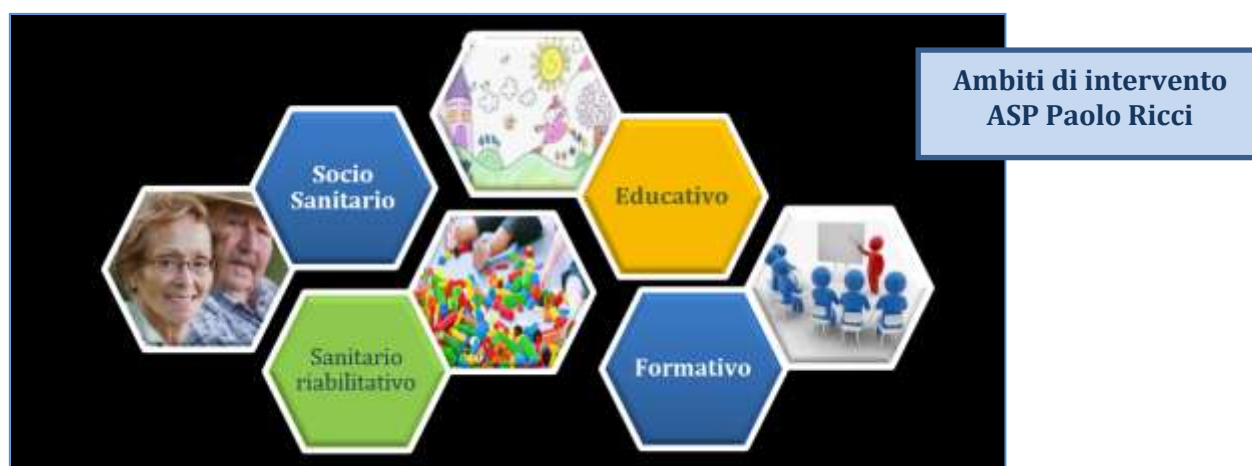 Ambiti di intervento
ASP Paolo Ricci
Socio
Sanitario
Educativo
Sanitario
riabilitativo
Formativo